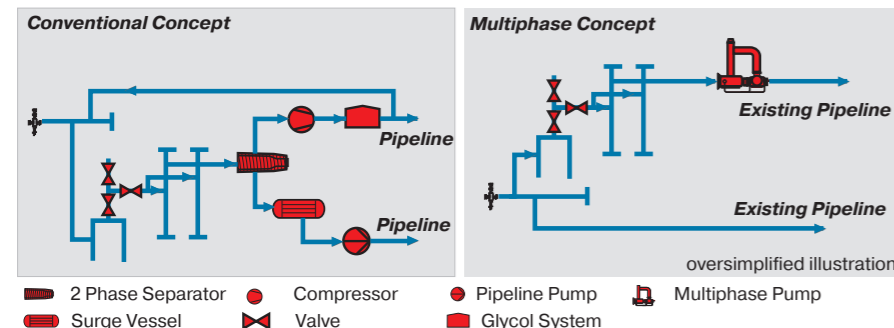 Conventional Concept
Pipeline
Pipeline
Multiphase Concept
Existing Pipeline
Existing Pipeline
oversimplified illustration
2 Phase Separator
Compressor
Pipeline Pump
Multiphase Pump
Surge Vessel
Valve
Glycol System